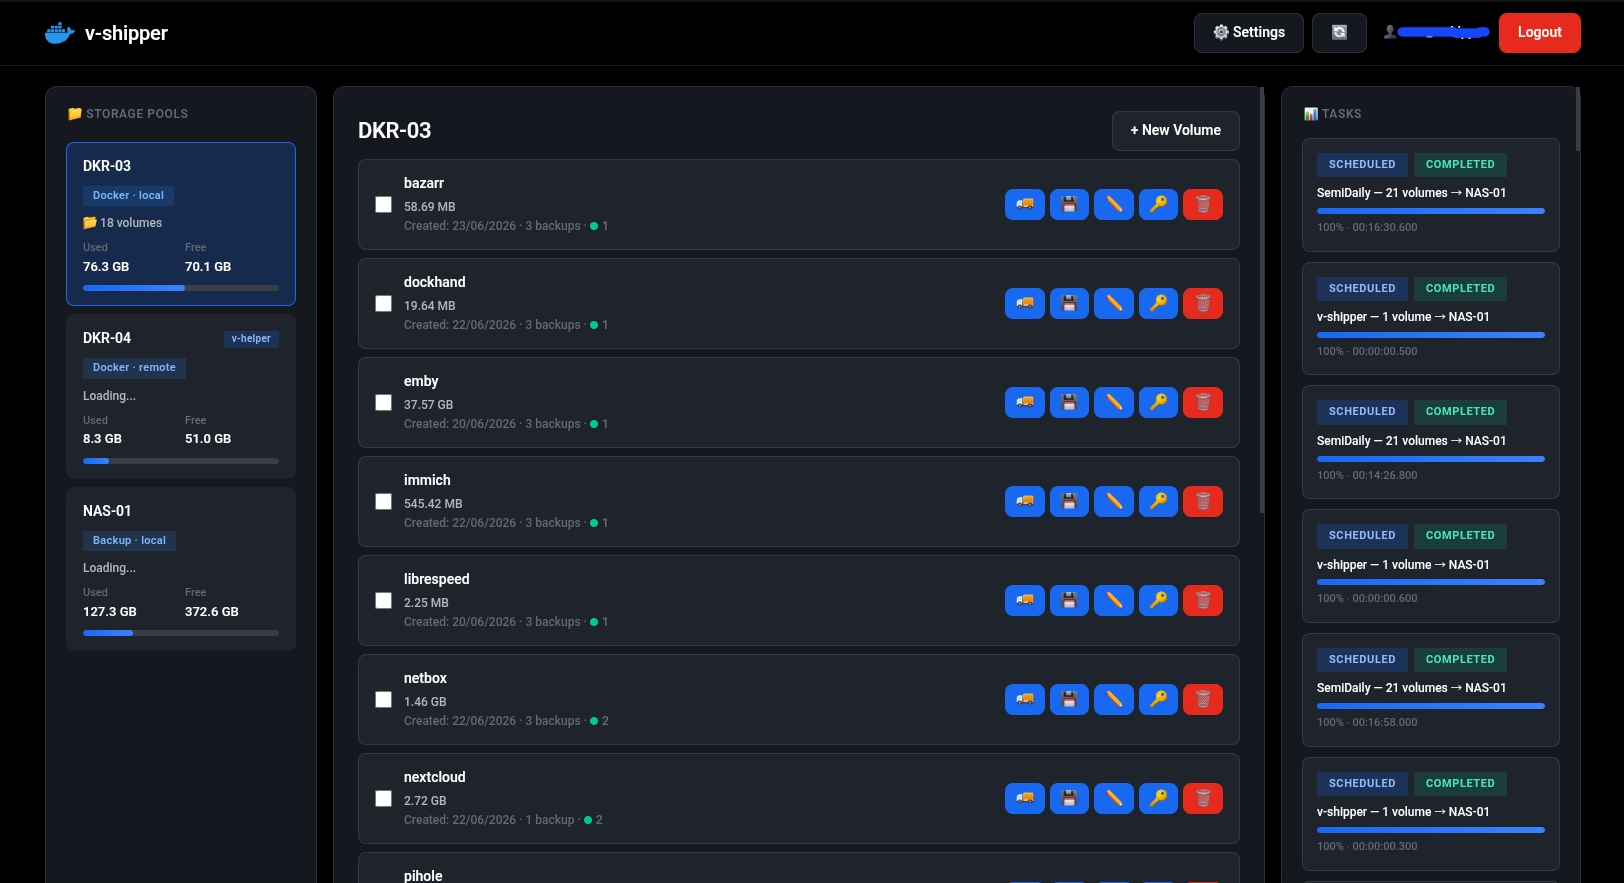 v-shipper
Settings
Logout
STORAGE POOLS
DKR-03
Docker · local
18 volumes
Used Free
76.3 GB 70.1 GB
DKR-04 v-helper
Docker · remote
Loading...
Used Free
8.3 GB 51.0 GB
NAS-01
Backup · local
Loading...
Used Free
127.3 GB 372.6 GB
DKR-03
+ New Volume
bazarr
58.69 MB
Created: 23/06/2026 · 3 backups · 1
dockhand
19.64 MB
Created: 22/06/2026 · 3 backups · 1
emby
37.57 GB
Created: 20/06/2026 · 3 backups · 1
immich
545.42 MB
Created: 22/06/2026 · 3 backups · 1
librespeed
2.25 MB
Created: 20/06/2026 · 3 backups · 1
netbox
1.46 GB
Created: 22/06/2026 · 3 backups · 2
nextcloud
2.72 GB
Created: 22/06/2026 · 1 backup · 2
pihole
TASKS
SCHEDULED COMPLETED
SemiDaily — 21 volumes → NAS-01
100% · 00:16:30.600
SCHEDULED COMPLETED
v-shipper — 1 volume → NAS-01
100% · 00:00:00.500
SCHEDULED COMPLETED
SemiDaily — 21 volumes → NAS-01
100% · 00:14:26.800
SCHEDULED COMPLETED
v-shipper — 1 volume → NAS-01
100% · 00:00:00.600
SCHEDULED COMPLETED
SemiDaily — 21 volumes → NAS-01
100% · 00:16:58.000
SCHEDULED COMPLETED
v-shipper — 1 volume → NAS-01
100% · 00:00:00.300